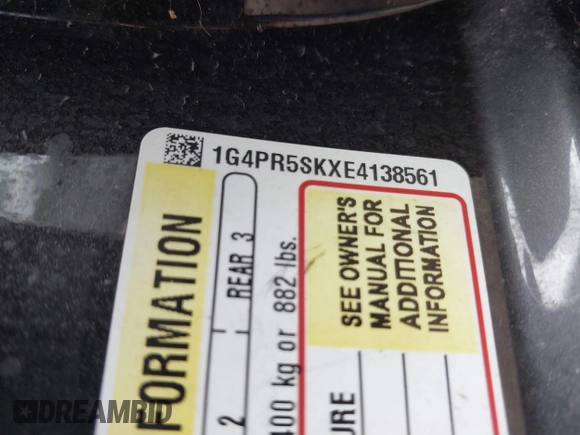 1G4PR5SKXE4138561
FORMATION
2
REAR 3
400 kg or 882 lbs.
SEE OWNER'S
MANUAL FOR
ADDITIONAL
INFORMATION
URE
DREAMBID